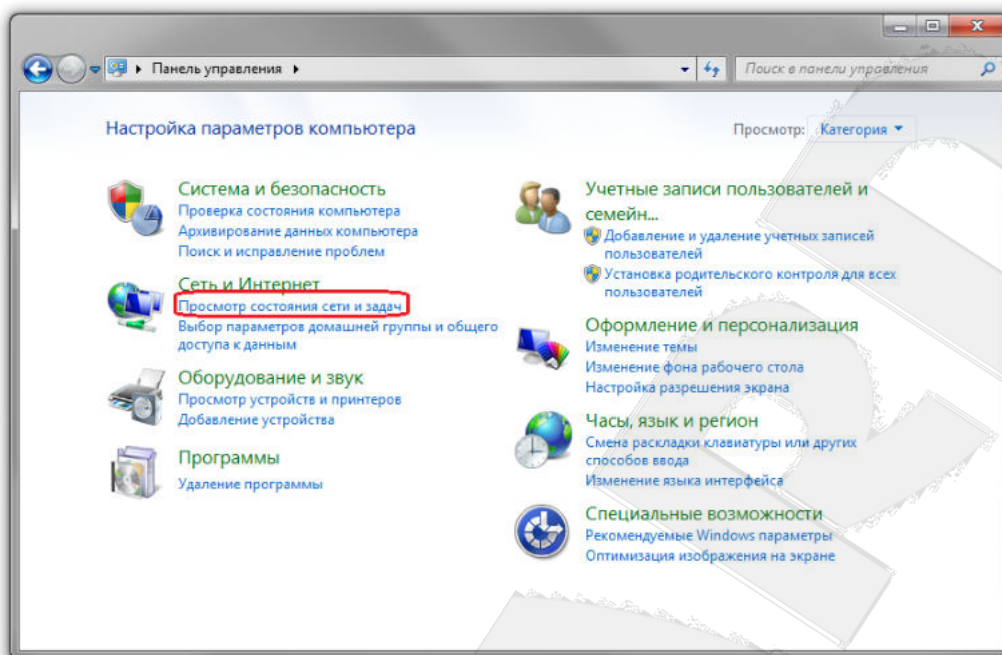 Панель управления
Поиск в панели управления
Настройка параметров компьютера
Просмотр: Категория
Система и безопасность
Проверка состояния компьютера
Архивирование данных компьютера
Поиск и исправление проблем
Сеть и Интернет
Просмотр состояния сети и задач
Выбор параметров домашней группы и общего
доступа к данным
Оборудование и звук
Просмотр устройств и принтеров
Добавление устройства
Программы
Удаление программы
Учетные записи пользователей и
семейн...
Добавление и удаление учетных записей
пользователей
Установка родительского контроля для всех
пользователей
Оформление и персонализация
Изменение темы
Изменение фона рабочего стола
Настройка разрешения экрана
Часы, язык и регион
Смена раскладки клавиатуры или других
способов ввода
Изменение языка интерфейса
Специальные возможности
Рекомендуемые Windows параметры
Оптимизация изображения на экране